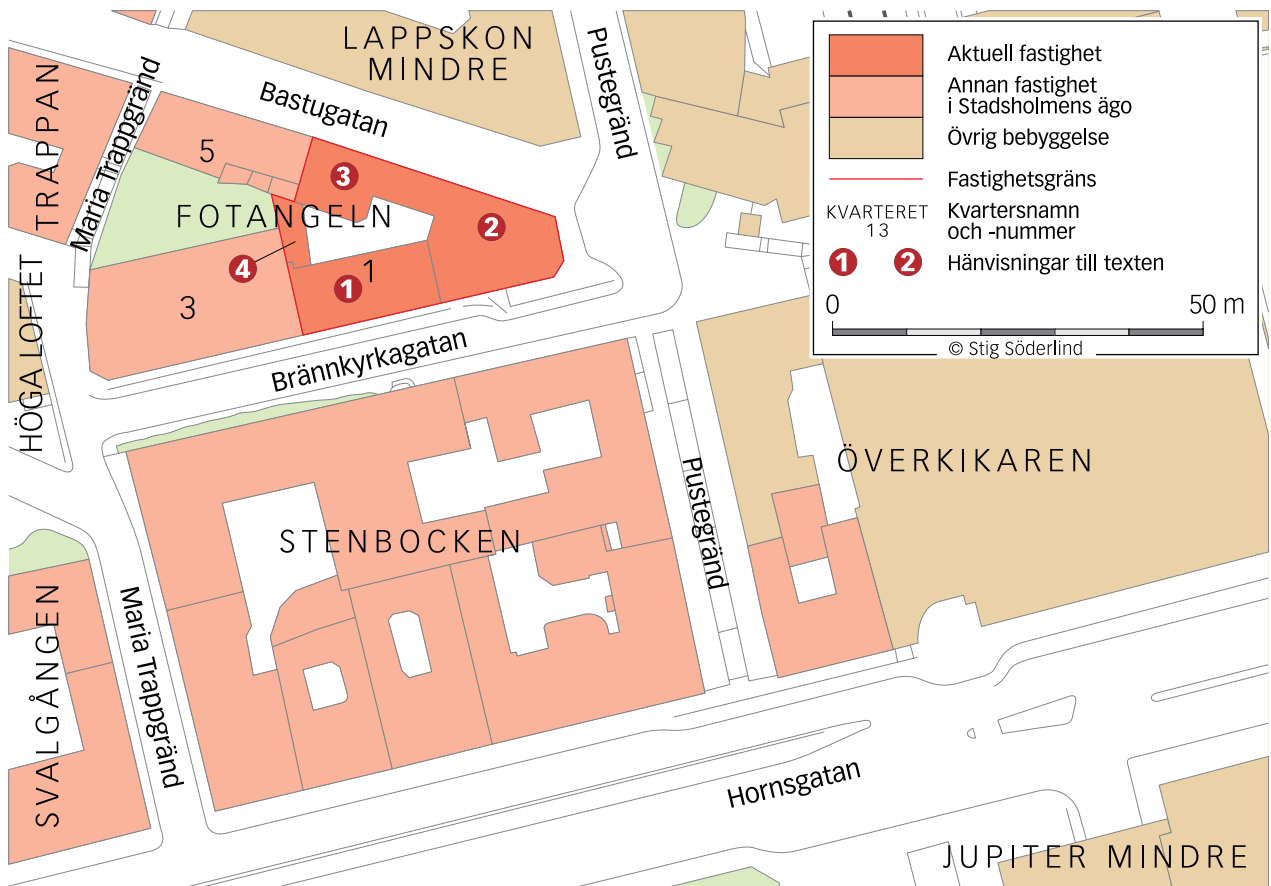 LAPPSKON
MINDRE
Pustegränd
Bastugatan
TRAPPAN
Maria Trappgränd
5
3
FOTANGELN
2
4
1
1
3
HÖGA LOFTET
Brännkyrkagatan
Aktuell fastighet
Annan fastighet
i Stadsholmens ägo
Övrig bebyggelse
Fastighetsgräns
KVARTERET
13
Kvartersnamn
och -nummer
1 2 Hänvisningar till texten
0 50 m
© Stig Söderlind
ÖVERKIKAREN
Pustegränd
STENBOCKEN
SVALGÅNGEN
Maria Trappgränd
Hornsgatan
JUPITER MINDRE